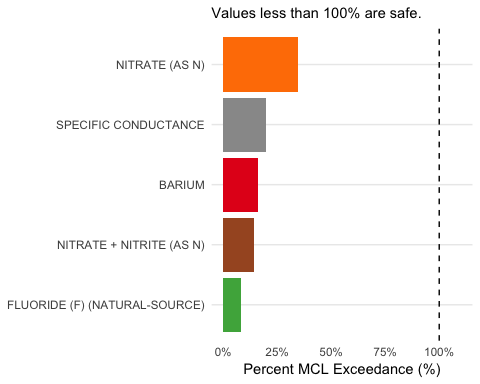 Values less than 100% are safe.
NITRATE (AS N)
SPECIFIC CONDUCTANCE
BARIUM
NITRATE + NITRITE (AS N)
FLUORIDE (F) (NATURAL-SOURCE)
0% 25% 50% 75% 100%
Percent MCL Exceedance (%)